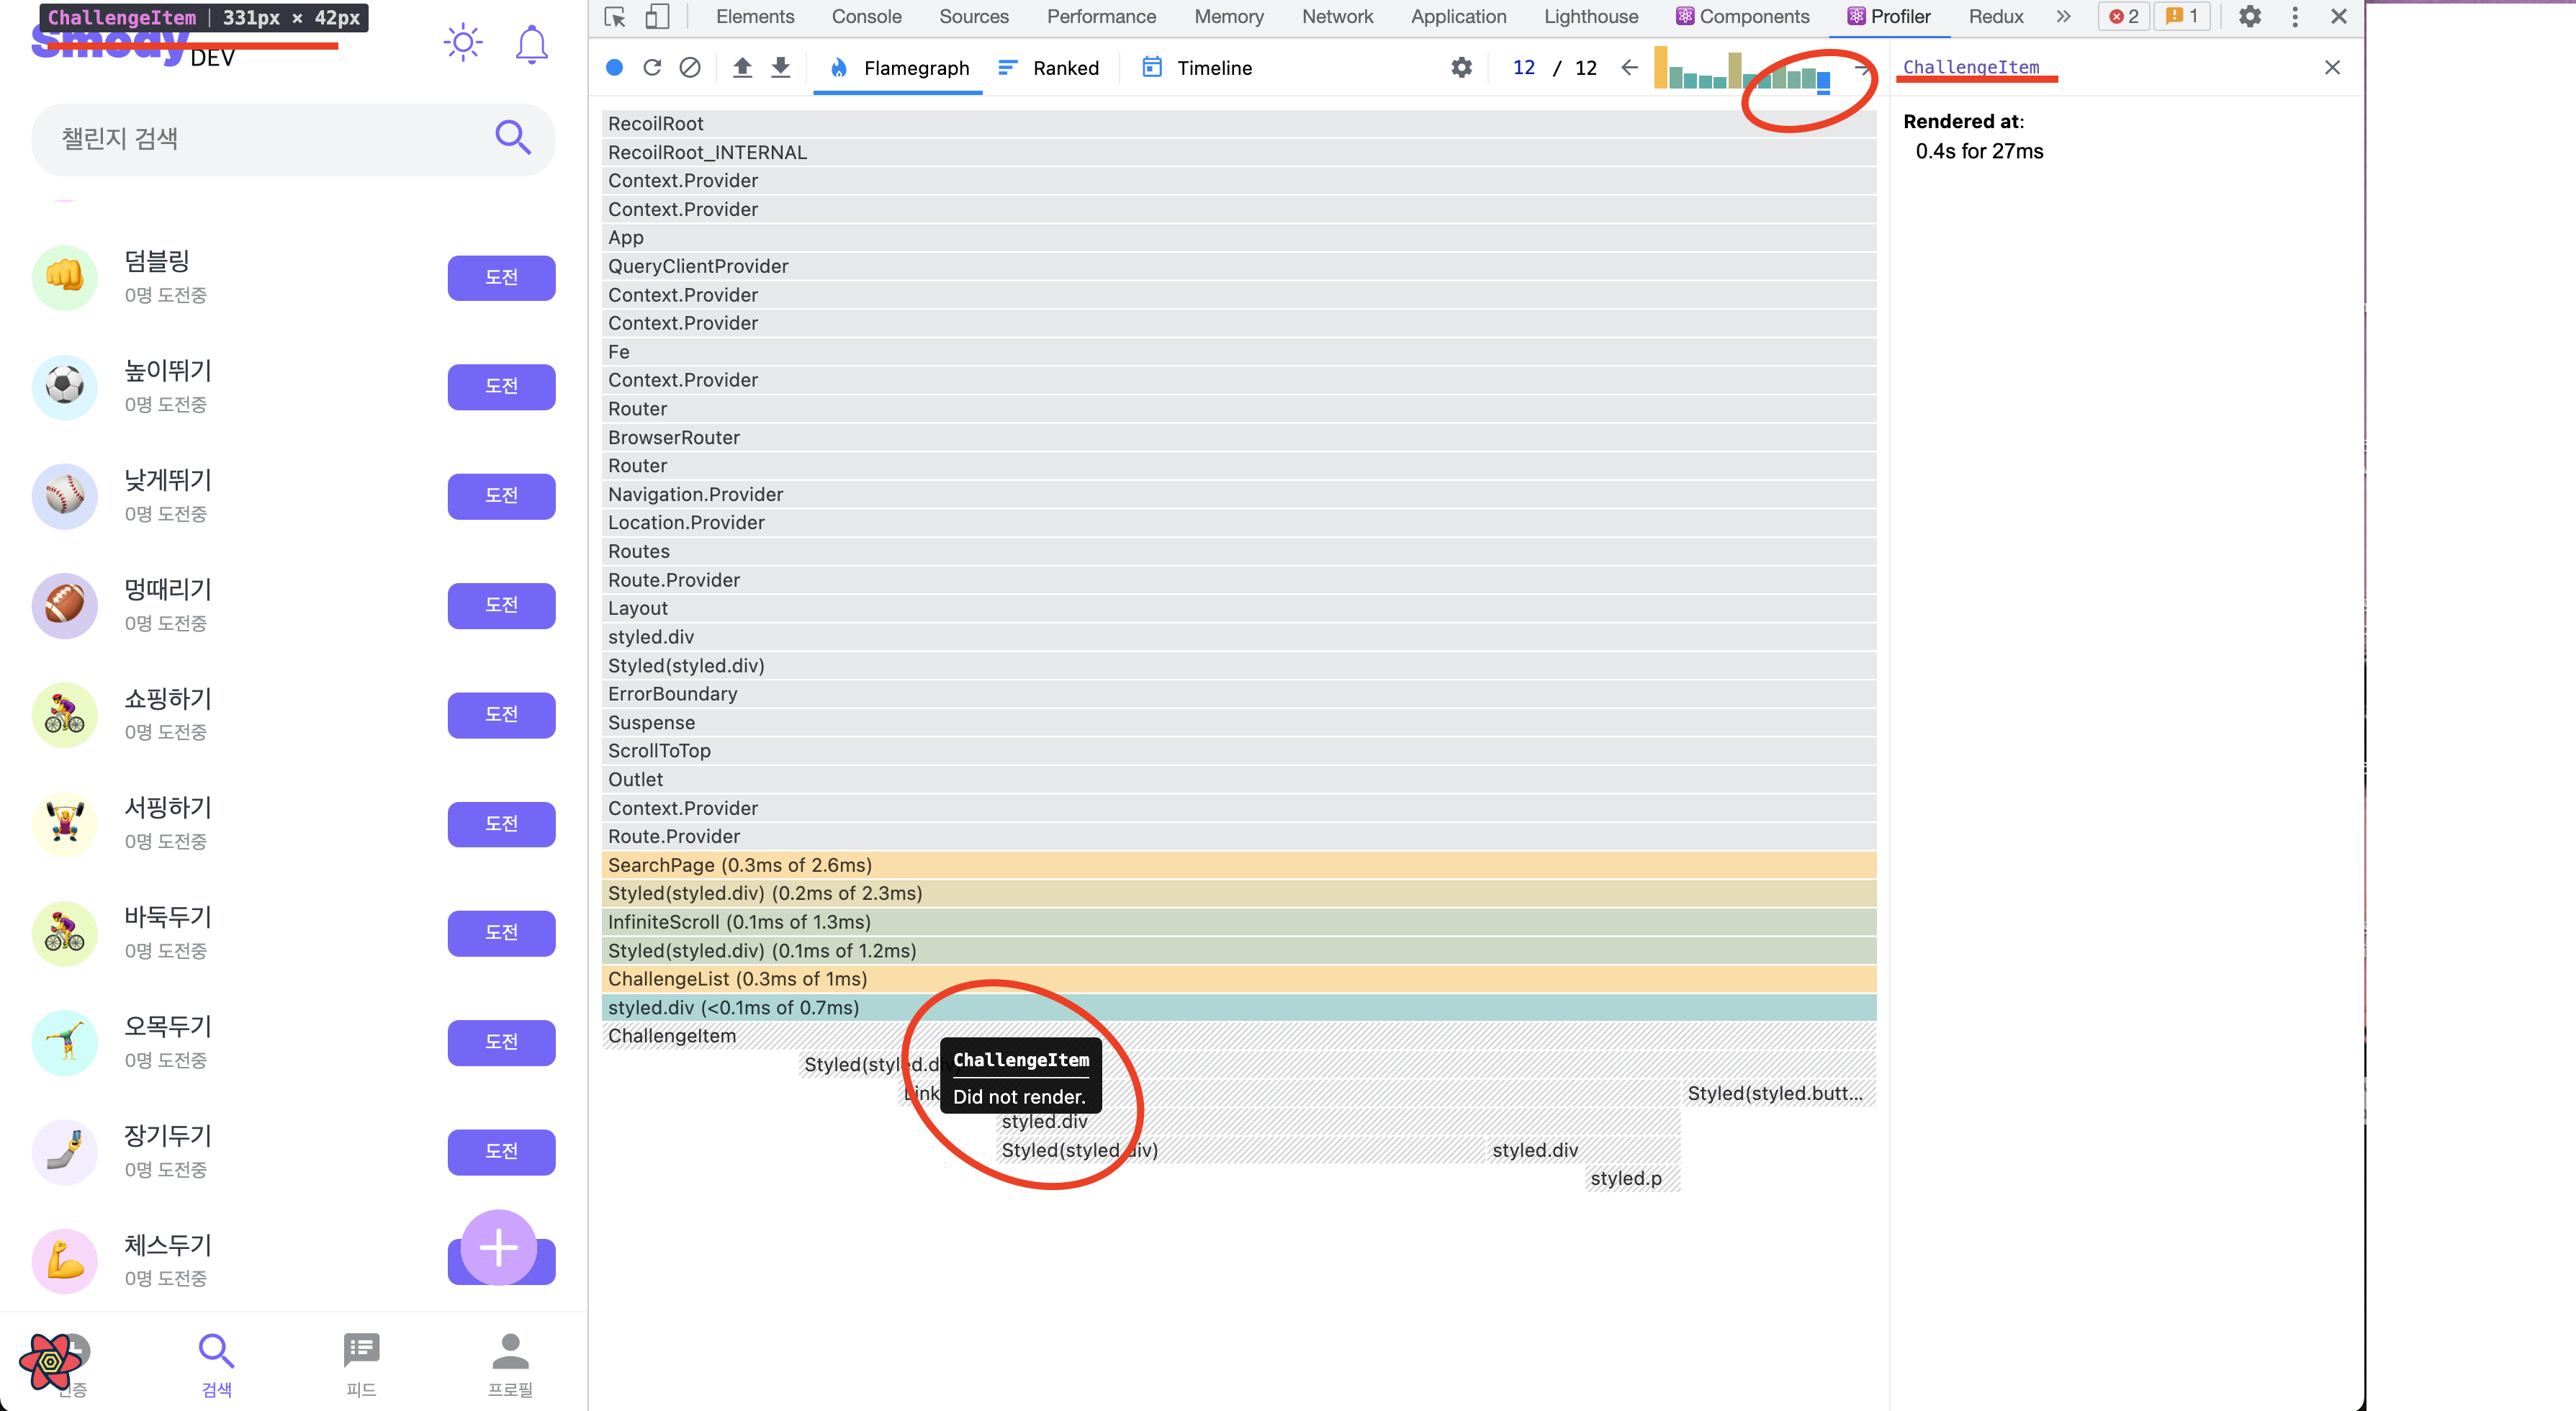 ChallengeItem | 331px × 42px
Smody DEV
챌린지 검색
덤블링
0명 도전중
도전
높이뛰기
0명 도전중
도전
낮게뛰기
0명 도전중
도전
멍때리기
0명 도전중
도전
쇼핑하기
0명 도전중
도전
서핑하기
0명 도전중
도전
바둑두기
0명 도전중
도전
오목두기
0명 도전중
도전
장기두기
0명 도전중
도전
체스두기
0명 도전중
검색
피드
프로필
Elements Console Sources Performance Memory Network Application Lighthouse Components Profiler Redux 2 1
Flamegraph Ranked Timeline 12 / 12
RecoilRoot
RecoilRoot_INTERNAL
Context.Provider
Context.Provider
App
QueryClientProvider
Context.Provider
Context.Provider
Fe
Context.Provider
Router
BrowserRouter
Router
Navigation.Provider
Location.Provider
Routes
Route.Provider
Layout
styled.div
Styled(styled.div)
ErrorBoundary
Suspense
ScrollToTop
Outlet
Context.Provider
Route.Provider
SearchPage (0.3ms of 2.6ms)
Styled(styled.div) (0.2ms of 2.3ms)
InfiniteScroll (0.1ms of 1.3ms)
Styled(styled.div) (0.1ms of 1.2ms)
ChallengeList (0.3ms of 1ms)
styled.div (<0.1ms of 0.7ms)
ChallengeItem
Styled(styled.div)
ChallengeItem
Did not render.
Link
Styled(styled.butt...
styled.div
Styled(styled.div) styled.div
styled.p
ChallengeItem
Rendered at:
0.4s for 27ms